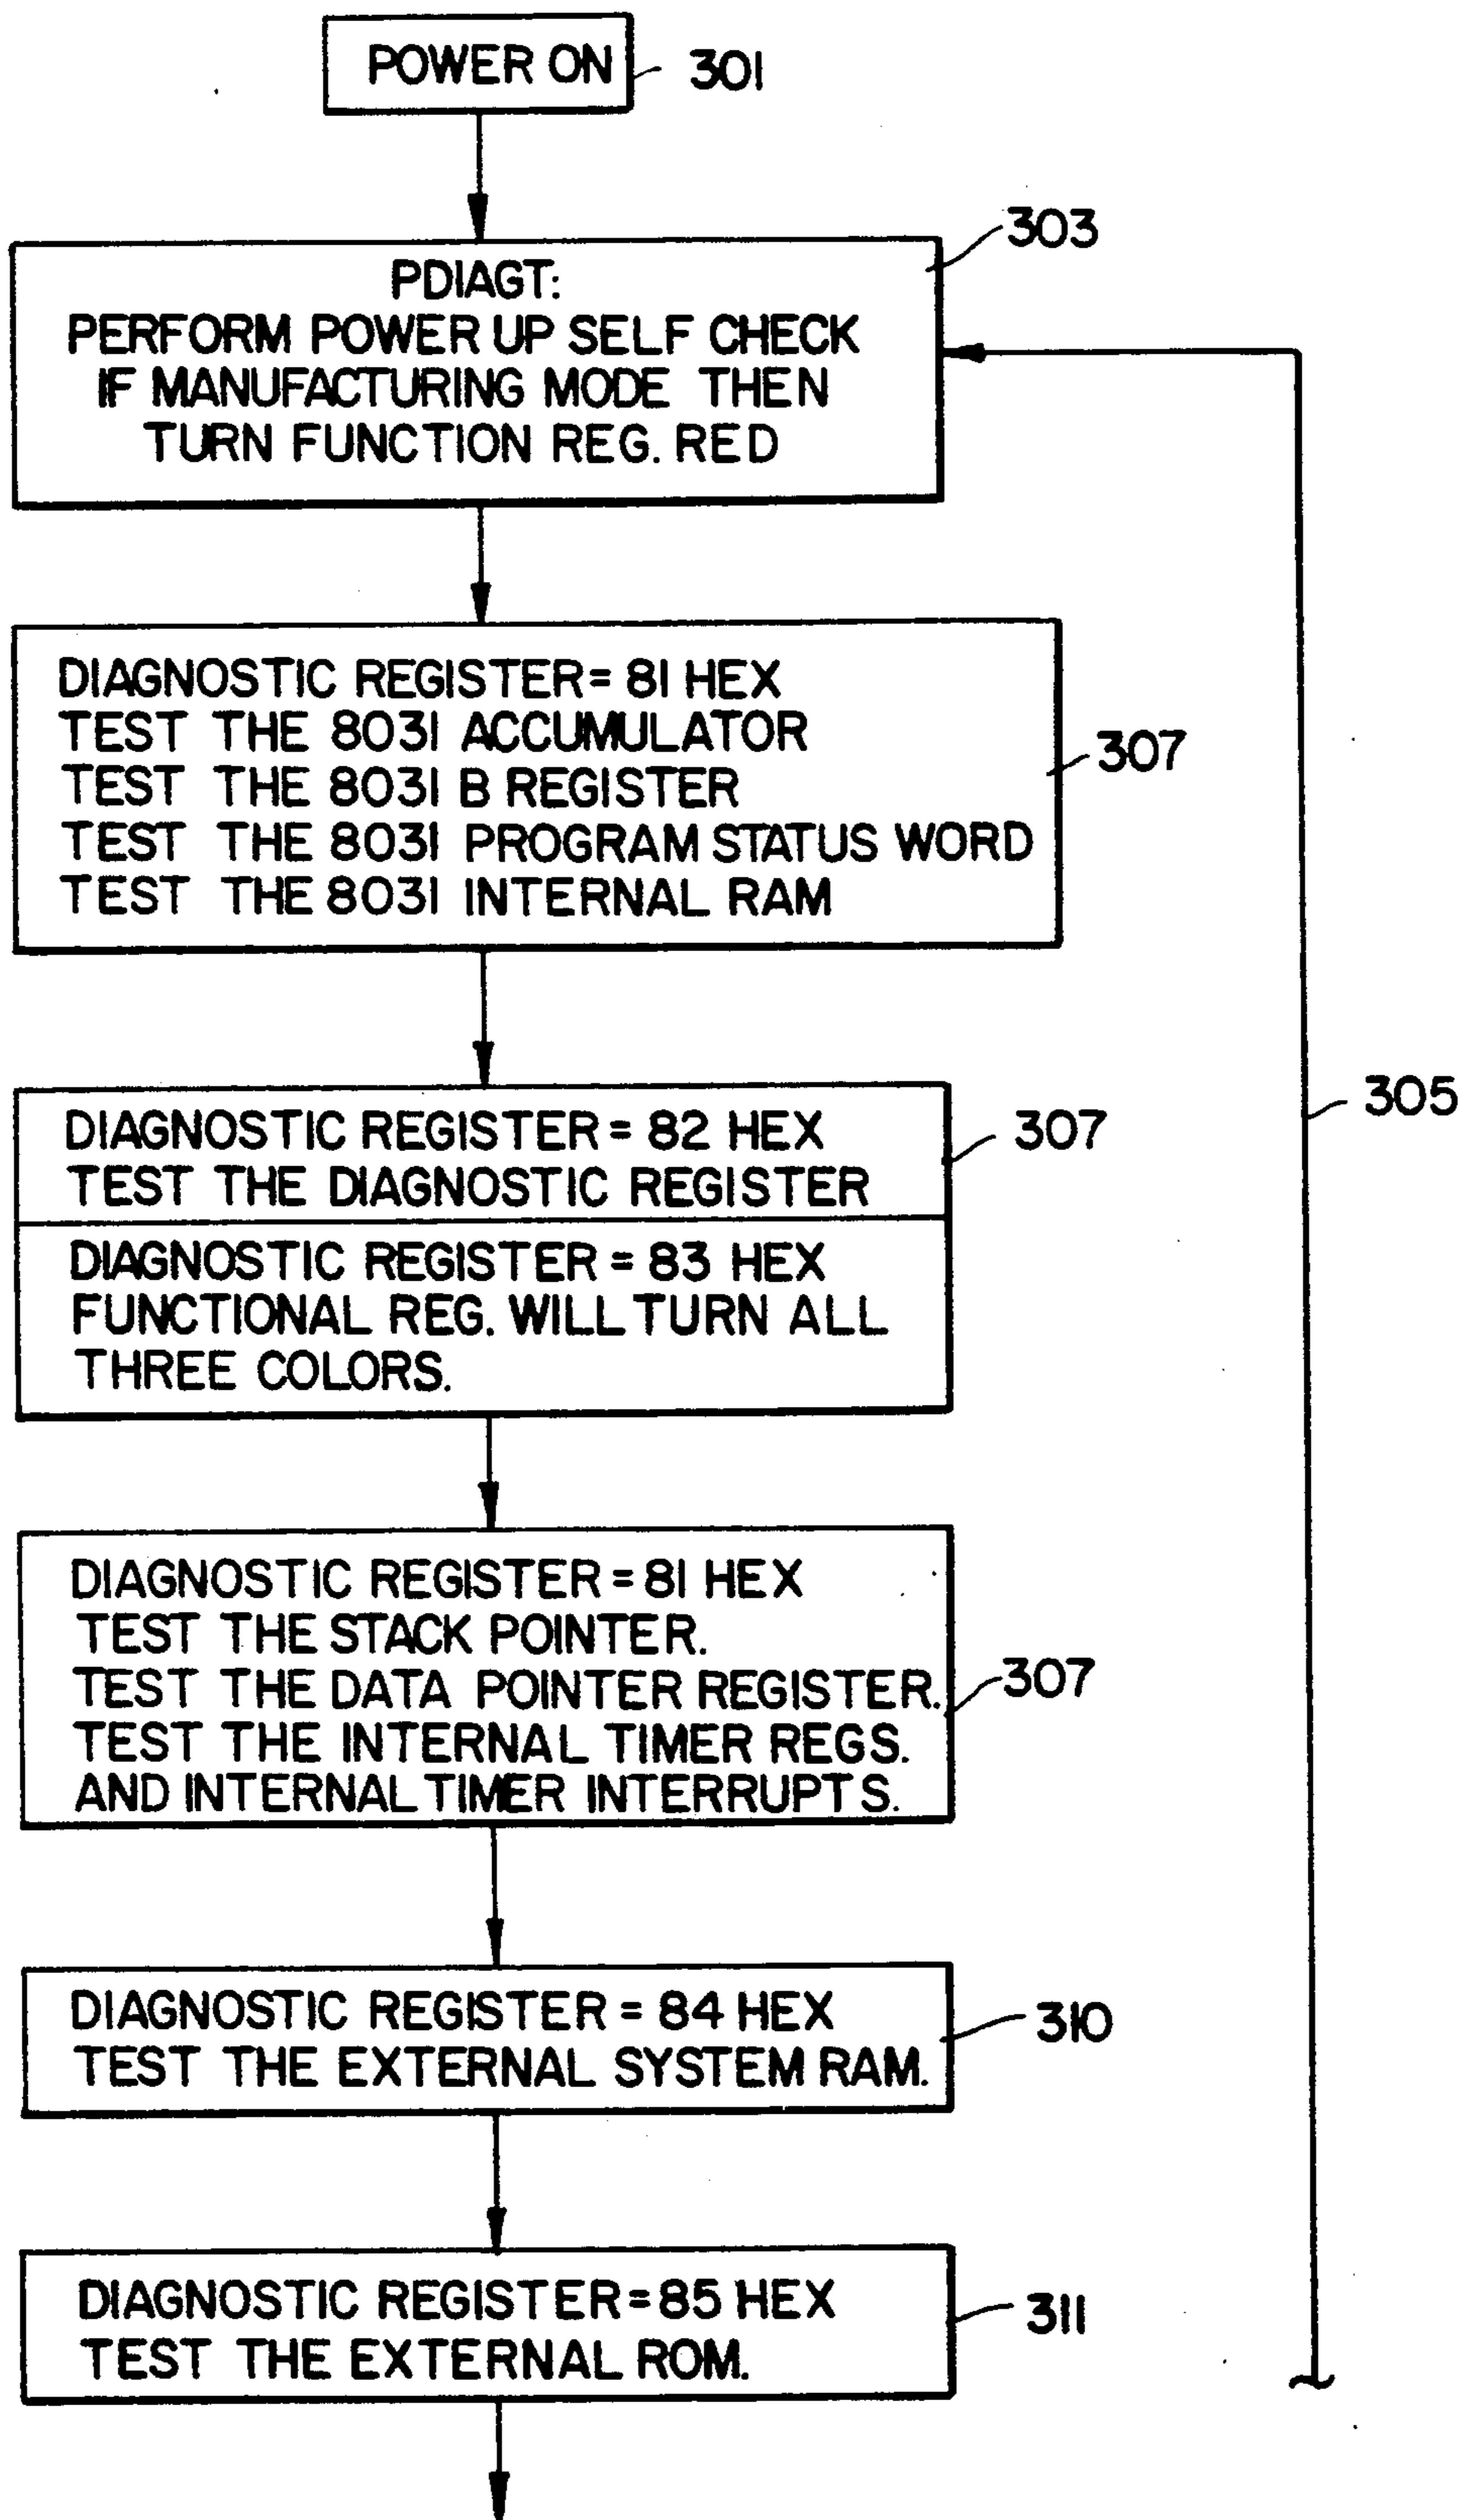 POWER ON
301
303
PDIAGT:
PERFORM POWER UP SELF CHECK
IF MANUFACTURING MODE THEN
TURN FUNCTION REG. RED
DIAGNOSTIC REGISTER = 81 HEX
TEST THE 8031 ACCUMULATOR
TEST THE 8031 B REGISTER
TEST THE 8031 PROGRAM STATUS WORD
TEST THE 8031 INTERNAL RAM
307
305
DIAGNOSTIC REGISTER = 82 HEX
TEST THE DIAGNOSTIC REGISTER
307
DIAGNOSTIC REGISTER = 83 HEX
FUNCTIONAL REG. WILL TURN ALL
THREE COLORS.
DIAGNOSTIC REGISTER = 81 HEX
TEST THE STACK POINTER.
TEST THE DATA POINTER REGISTER.
TEST THE INTERNAL TIMER REGS.
AND INTERNAL TIMER INTERRUPTS.
307
DIAGNOSTIC REGISTER = 84 HEX
TEST THE EXTERNAL SYSTEM RAM.
310
DIAGNOSTIC REGISTER = 85 HEX
TEST THE EXTERNAL ROM.
311